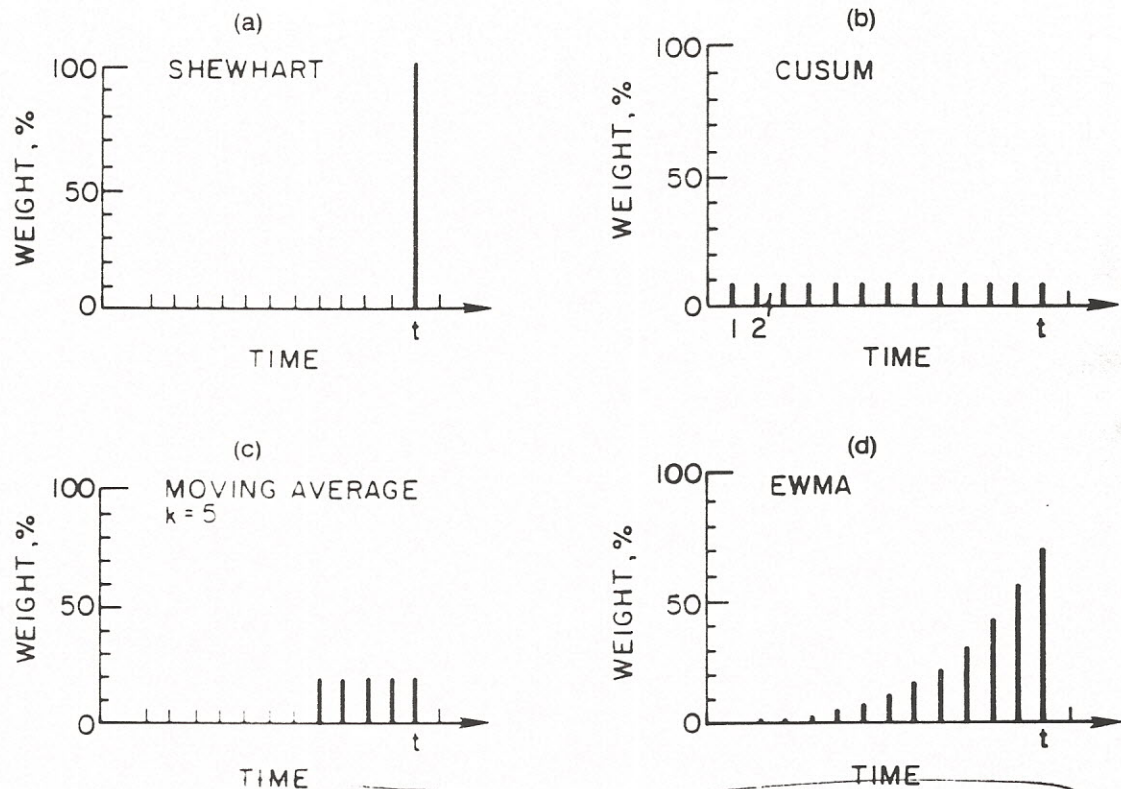 (a)
SHEWHART
WEIGHT, %
100
50
0
t
TIME
(b)
CUSUM
WEIGHT, %
100
50
0
1 2
t
TIME
(c)
MOVING AVERAGE
k = 5
WEIGHT, %
100
50
0
t
TIME
(d)
EWMA
WEIGHT, %
100
50
0
t
TIME